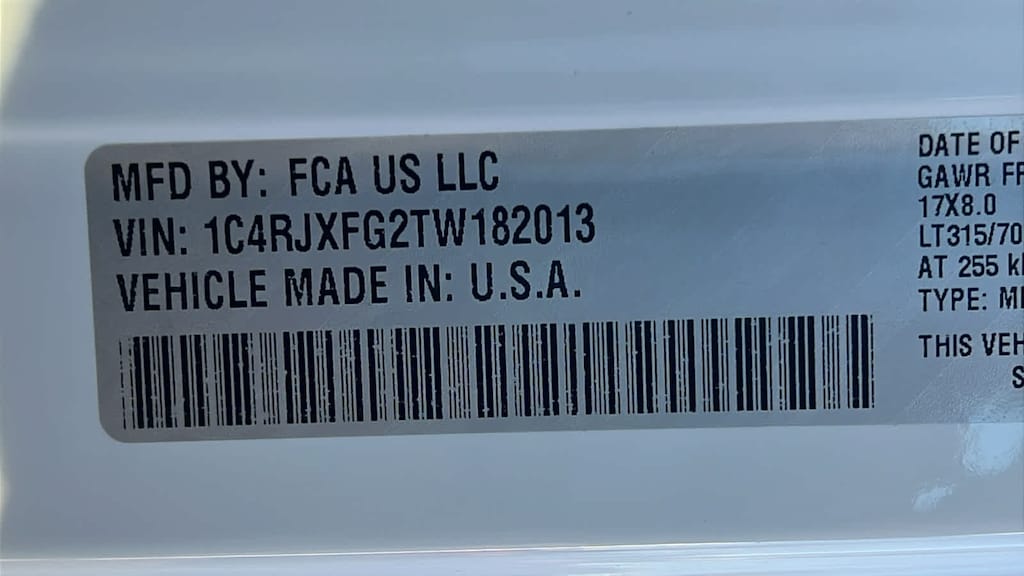 MFD BY: FCA US LLC
VIN: 1C4RJXFG2TW182013
VEHICLE MADE IN: U.S.A.
DATE OF
GAWR
17X8.0
LT315/70
AT 255
TYPE:
THIS